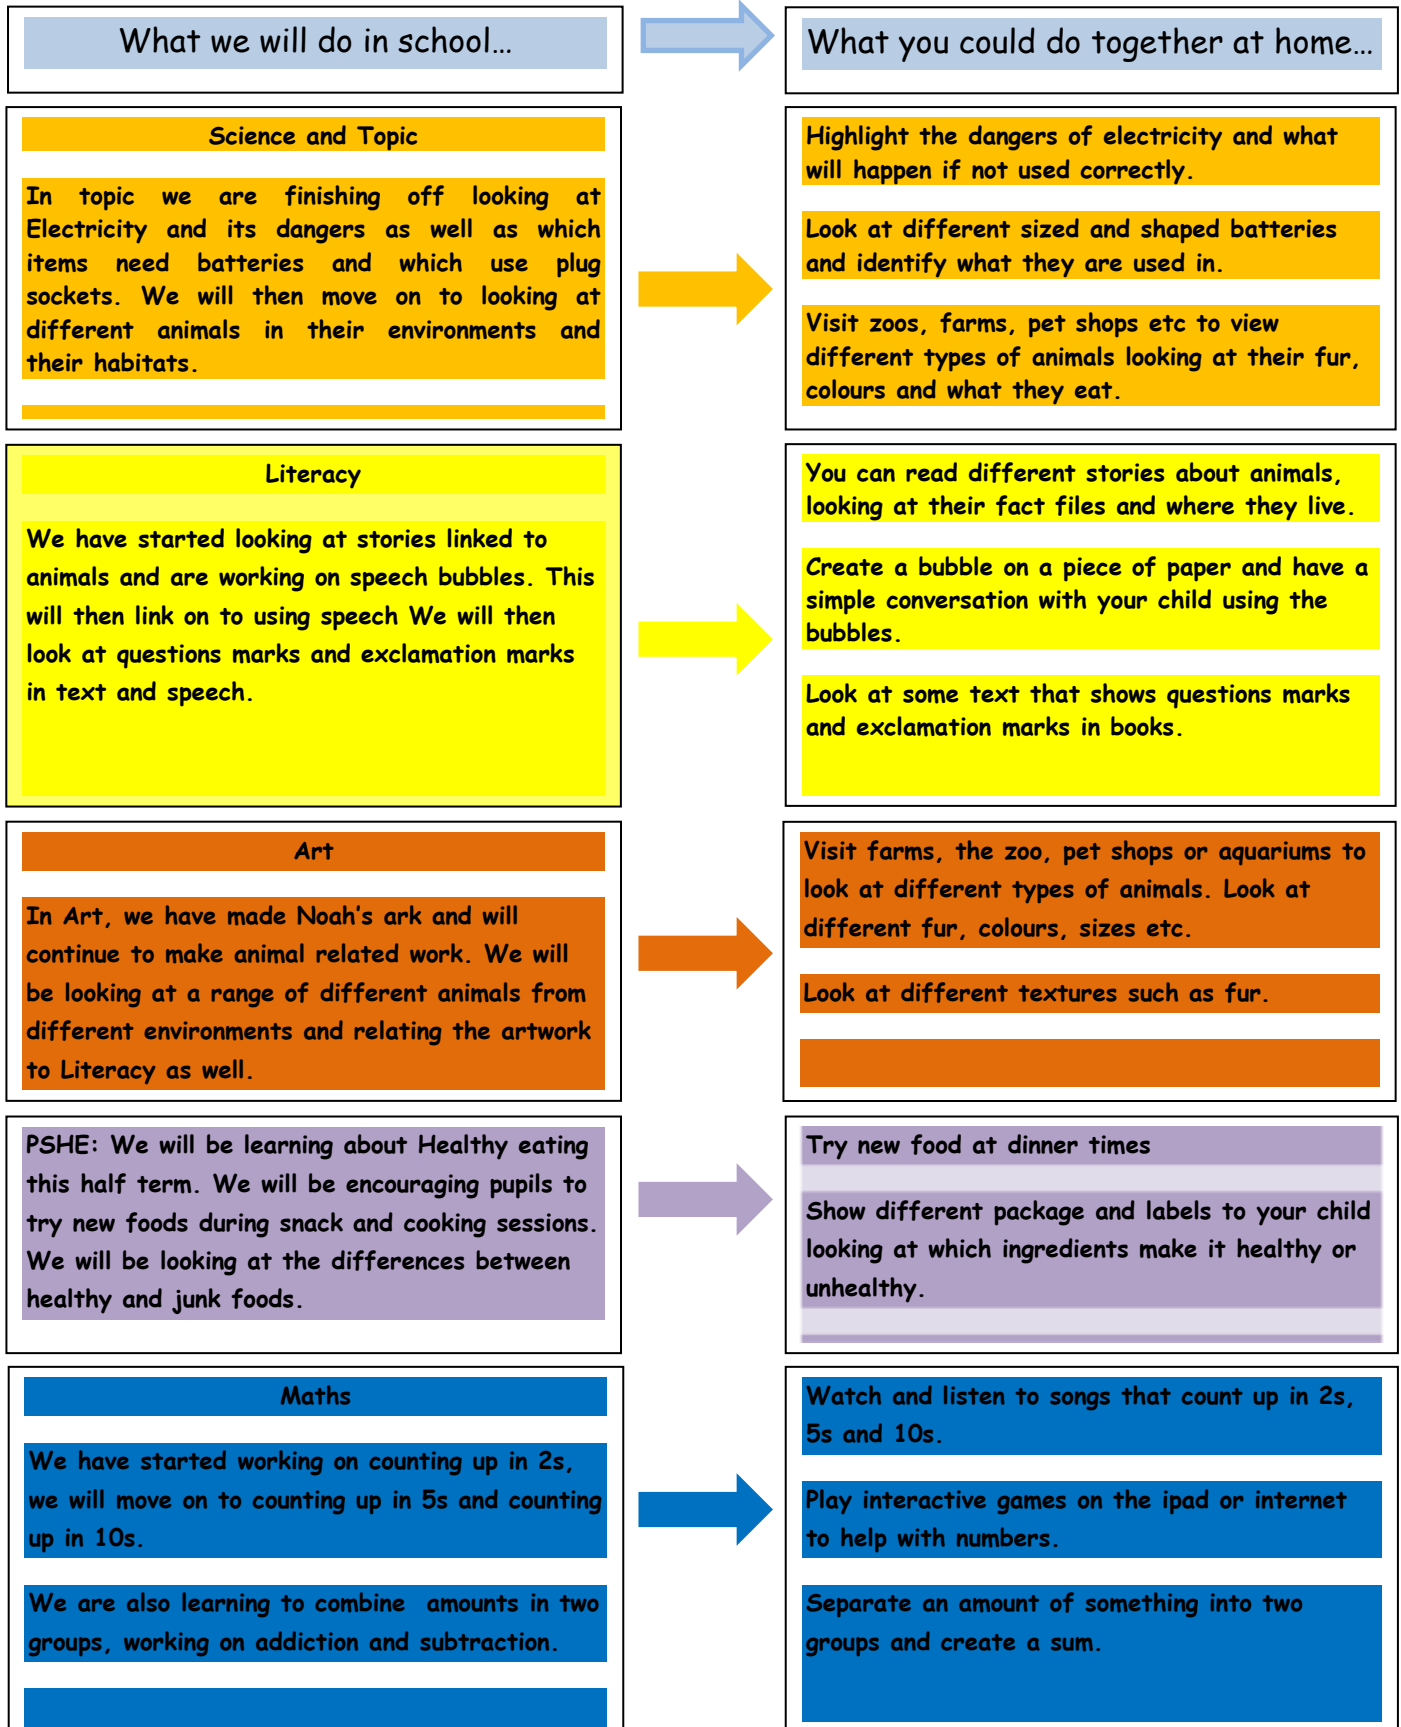 What we will do in school…
What you could do together at home…
Science and Topic
In topic we are finishing off looking at
Electricity and its dangers as well as which
items need batteries and which use plug
sockets. We will then move on to looking at
different animals in their environments and
their habitats.
Highlight the dangers of electricity and what
will happen if not used correctly.
Look at different sized and shaped batteries
and identify what they are used in.
Visit zoos, farms, pet shops etc to view
different types of animals looking at their fur,
colours and what they eat.
Literacy
We have started looking at stories linked to
animals and are working on speech bubbles. This
will then link on to using speech We will then
look at questions marks and exclamation marks
in text and speech.
You can read different stories about animals,
looking at their fact files and where they live.
Create a bubble on a piece of paper and have a
simple conversation with your child using the
bubbles.
Look at some text that shows questions marks
and exclamation marks in books.
Art
In Art, we have made Noah's ark and will
continue to make animal related work. We will
be looking at a range of different animals from
different environments and relating the artwork
to Literacy as well.
Visit farms, the zoo, pet shops or aquariums to
look at different types of animals. Look at
different fur, colours, sizes etc.
Look at different textures such as fur.
PSHE: We will be learning about Healthy eating
this half term. We will be encouraging pupils to
try new foods during snack and cooking sessions.
We will be looking at the differences between
healthy and junk foods.
Try new food at dinner times
Show different package and labels to your child
looking at which ingredients make it healthy or
unhealthy.
Maths
We have started working on counting up in 2s,
we will move on to counting up in 5s and counting
up in 10s.
We are also learning to combine amounts in two
groups, working on addiction and subtraction.
Watch and listen to songs that count up in 2s,
5s and 10s.
Play interactive games on the ipad or internet
to help with numbers.
Separate an amount of something into two
groups and create a sum.